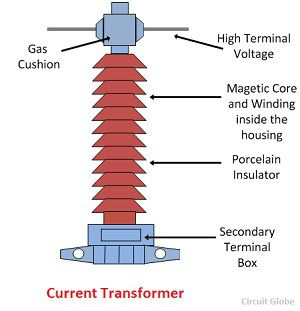 Gas
Cushion
High Terminal
Voltage
Magetic Core
and Winding
inside the
housing
Porcelain
Insulator
Secondary
Terminal
Box
Current Transformer
Circuit Globe